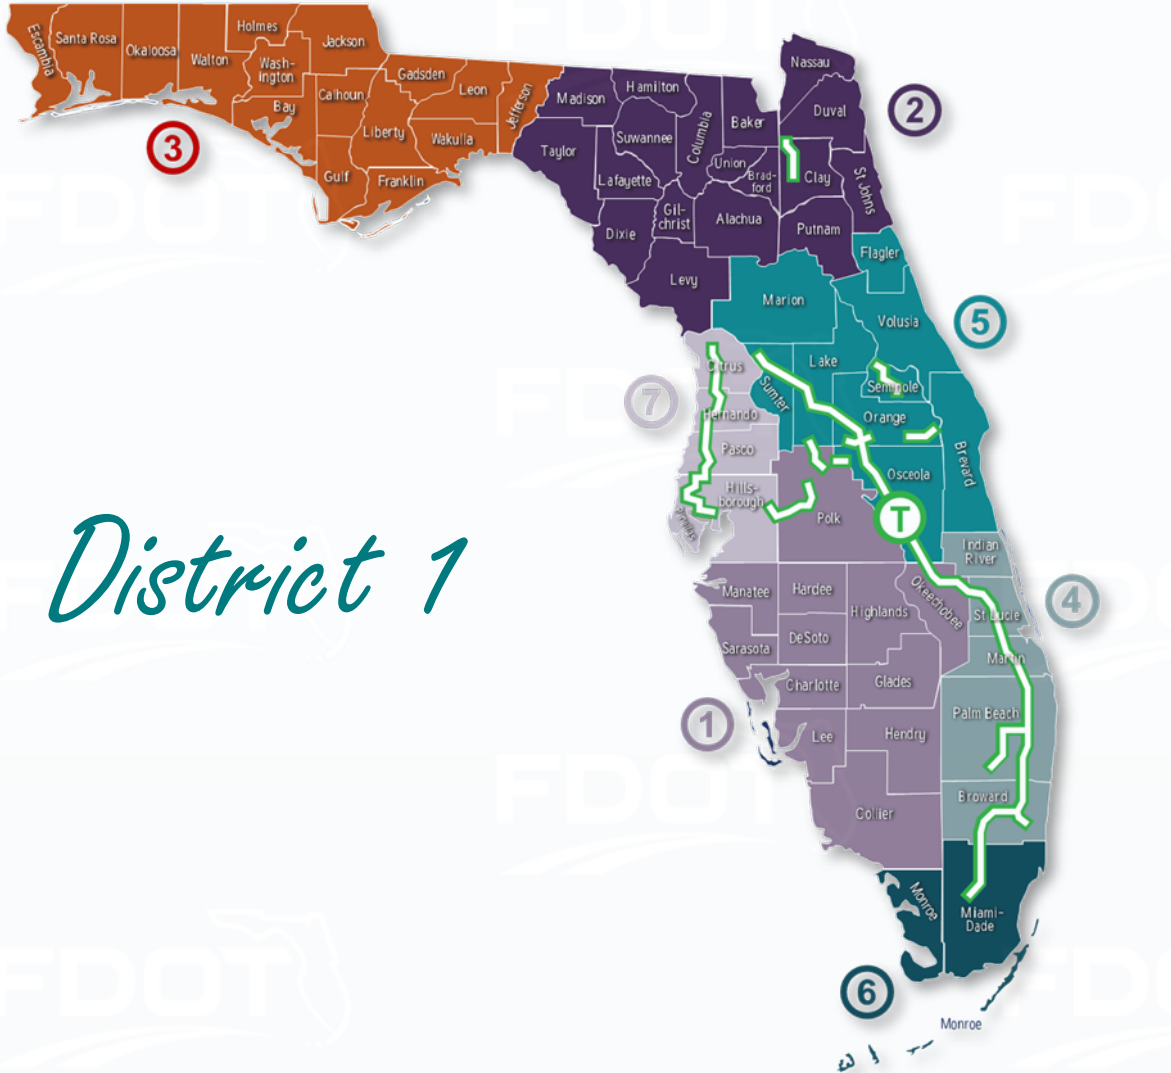 Escambia
Santa Rosa
Okaloosa
Walton
Holmes
Wash-
ington
Bay
Jackson
Calhoun
Gulf
Gadsden
Liberty
Franklin
Leon
Wakulla
Jefferson
3
Madison
Taylor
Hamilton
Suwannee
Lafayette
Dixie
Columbia
Gil-
christ
Levy
Baker
Union
Brad-
ford
Alachua
Nassau
Duval
Clay
St Johns
Putnam
2
Flagler
Marion
Volusia
Lake
Sumter
Seminole
Orange
Osceola
Brevard
5
Citrus
Hernando
Pasco
Hills-
borough
Pinellas
7
Polk
T
District 1
Manatee
Hardee
Highlands
Okeechobee
Sarasota
DeSoto
Charlotte
Glades
Lee
Hendry
Collier
1
Indian
River
St Lucie
Martin
Palm Beach
Broward
4
Monroe
Miami-
Dade
6
Monroe
FDOT
FDOT
FDOT
FDOT